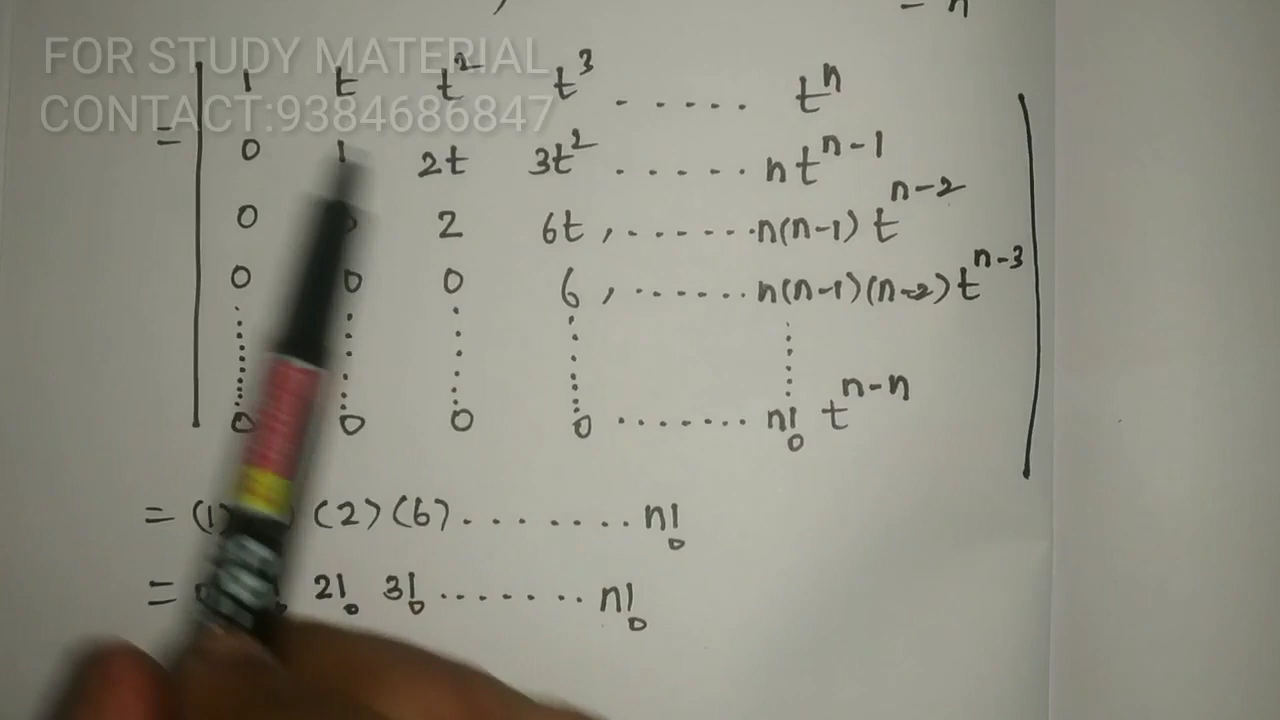 - n
FOR STUDY MATERIAL
CONTACT:9384686847
1 t t² t³ ...... tⁿ
= 0 1 2t 3t² ...... n tⁿ⁻¹
0 2 6t , ....... n(n-1) tⁿ⁻²
0 0 0 6 , ...... n(n-1)(n-2) tⁿ⁻³
0 0 0 0 ....... n! tⁿ⁻ⁿ
= (1) (2) (6) ........ n!
= 2! 3! ....... n!